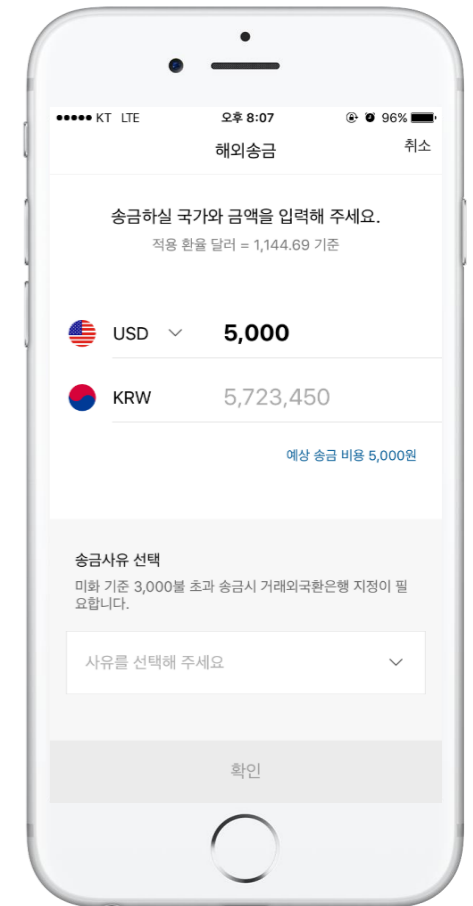 KT LTE 오후 8:07 96%
해외송금 취소
송금하실 국가와 금액을 입력해 주세요.
적용 환율 달러 = 1,144.69 기준
USD 5,000
KRW 5,723,450
예상 송금 비용 5,000원
송금사유 선택
미화 기준 3,000불 초과 송금시 거래외국환은행 지정이 필
요합니다.
사유를 선택해 주세요
확인